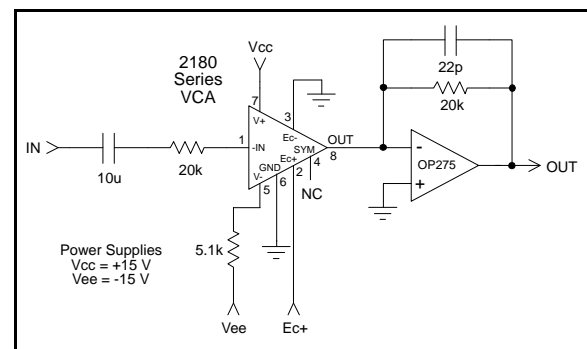 2180
Series
VCA
Vcc
7
V+
3
Ec-
IN
10u
20k
1
-IN
SYM
GND
Ec+
V-
OUT
8
4
2
6
5
NC
22p
20k
-
OP275
+
OUT
5.1k
Power Supplies
Vcc = +15 V
Vee = -15 V
Vee
Ec+